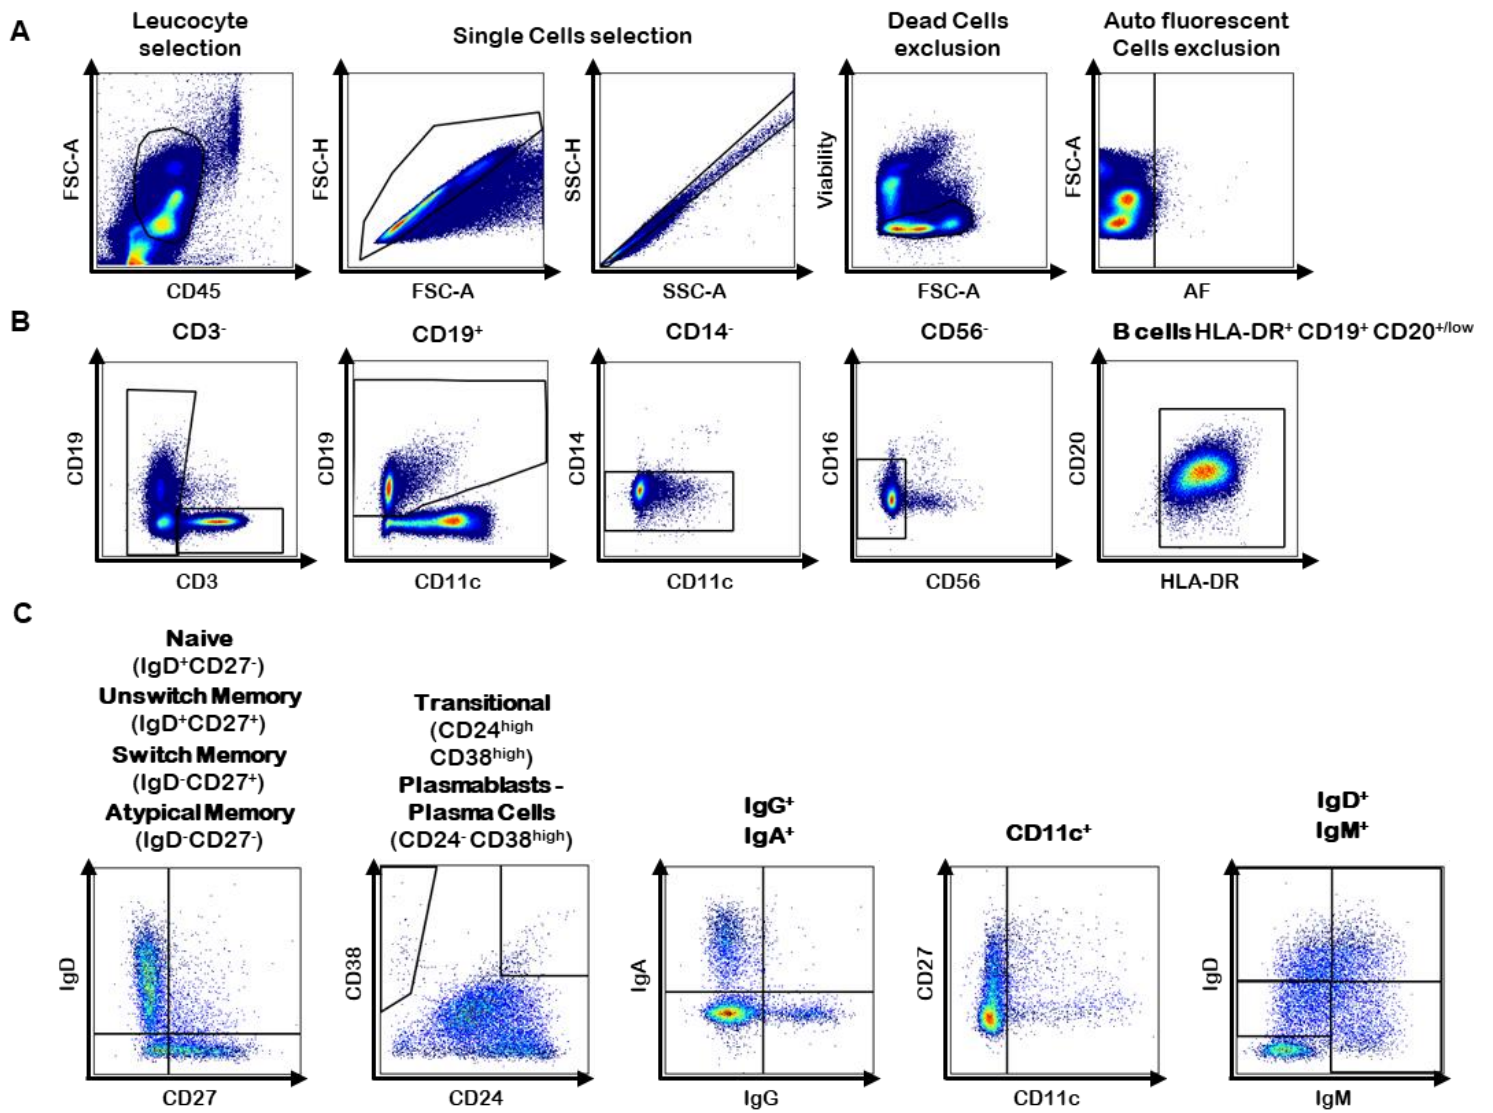 A
Leucocyte
selection
Single Cells selection
Dead Cells
exclusion
Auto fluorescent
Cells exclusion
FSC-A
CD45
FSC-H
FSC-A
SSC-H
SSC-A
Viability
FSC-A
FSC-A
AF
B
CD3-
CD19+
CD14-
CD56-
B cells HLA-DR+ CD19+ CD20+/low
CD19
CD3
CD19
CD11c
CD14
CD11c
CD16
CD56
CD20
HLA-DR
C
Naive
(IgD+CD27-)
Unswitch Memory
(IgD+CD27+)
Switch Memory
(IgD-CD27+)
Atypical Memory
(IgD-CD27-)
Transitional
(CD24high
CD38high)
Plasmablasts -
Plasma Cells
(CD24- CD38high)
IgG+
IgA+
CD11c+
IgD+
IgM+
IgD
CD27
CD38
CD24
IgA
IgG
CD27
CD11c
IgD
IgM